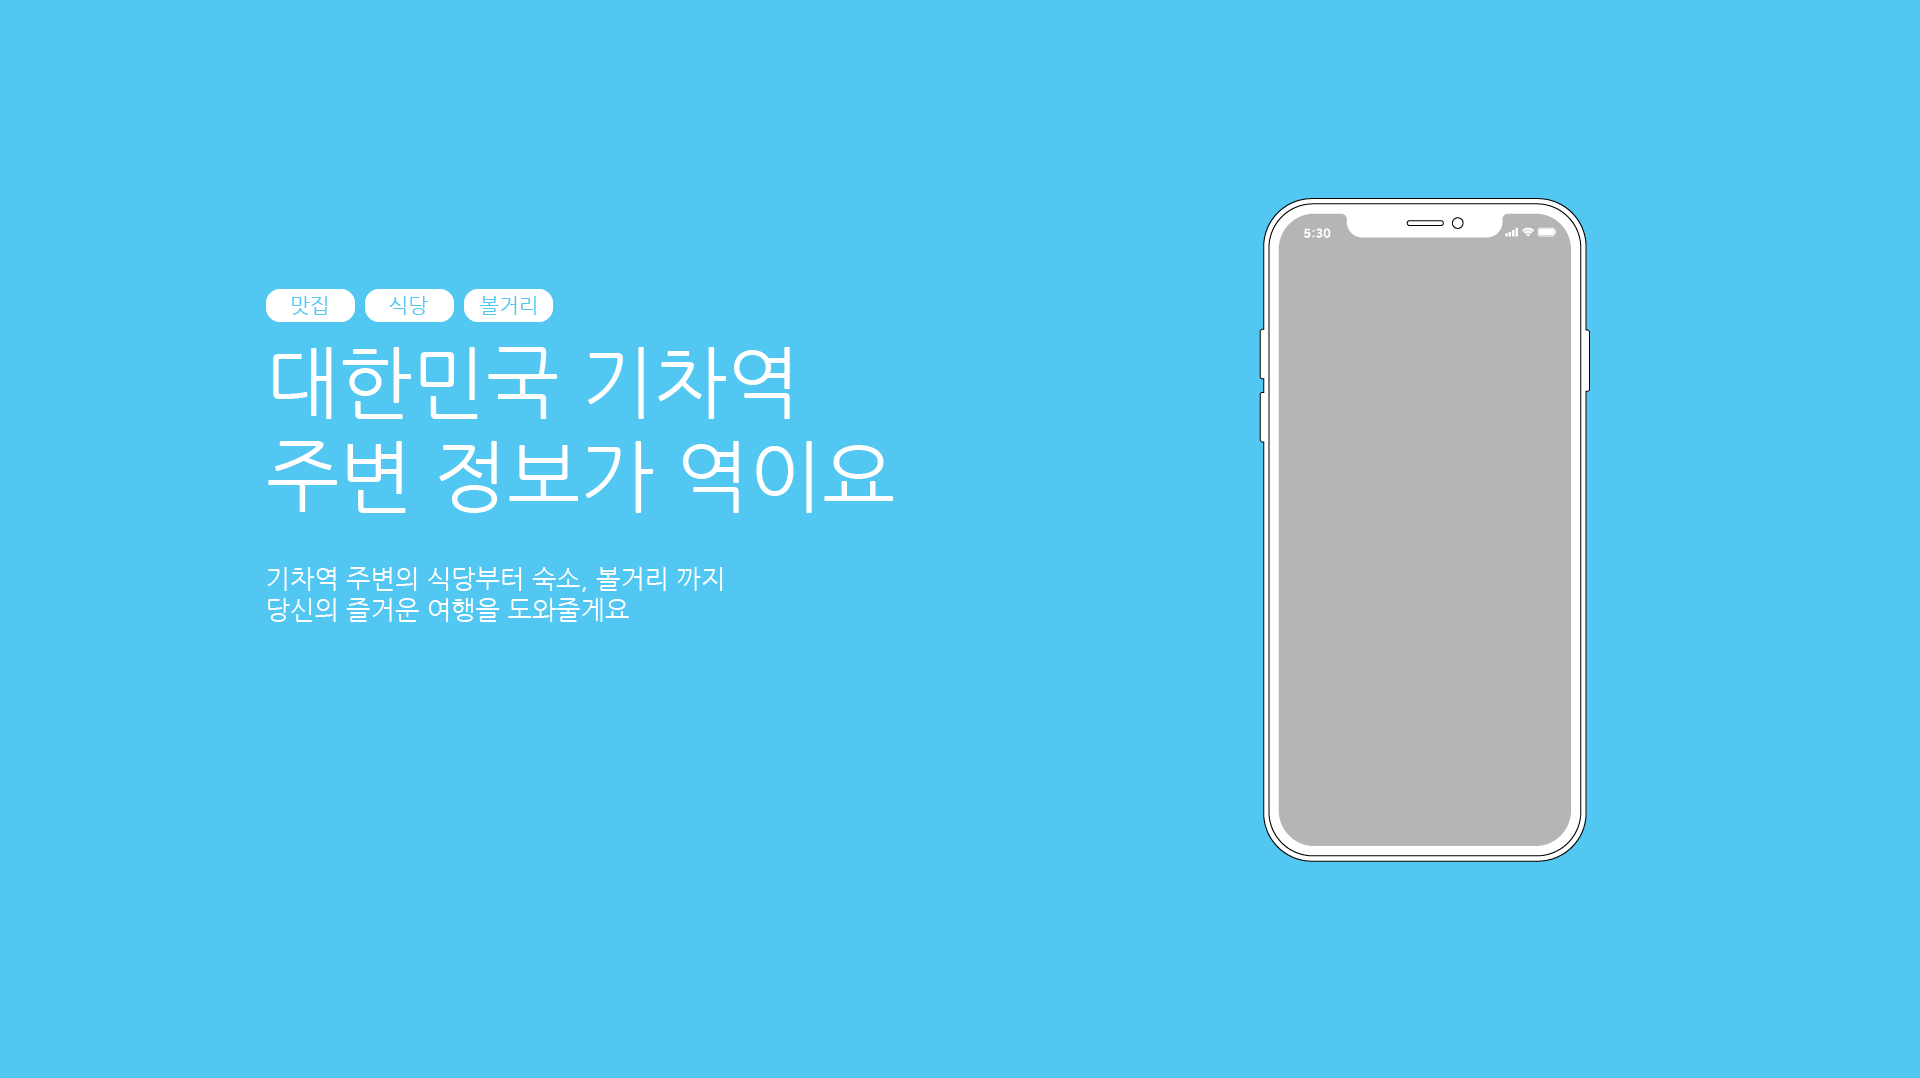 맛집 식당 볼거리
대한민국 기차역
주변 정보가 역이요
기차역 주변의 식당부터 숙소, 볼거리 까지
당신의 즐거운 여행을 도와줄게요
5:30